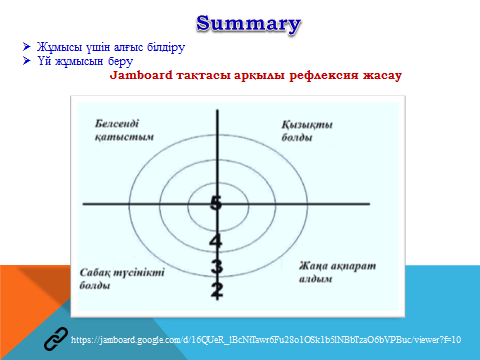 Summary
Жұмысы үшін алғыс білдіру
Үй жұмысын беру
Jamboard тақтасы арқылы рефлексия жасау
Белсенді
қатыстым
Қызықты
болды
5
4
3
2
Сабақ түсінікті
болды
Жаңа ақпарат
алдым